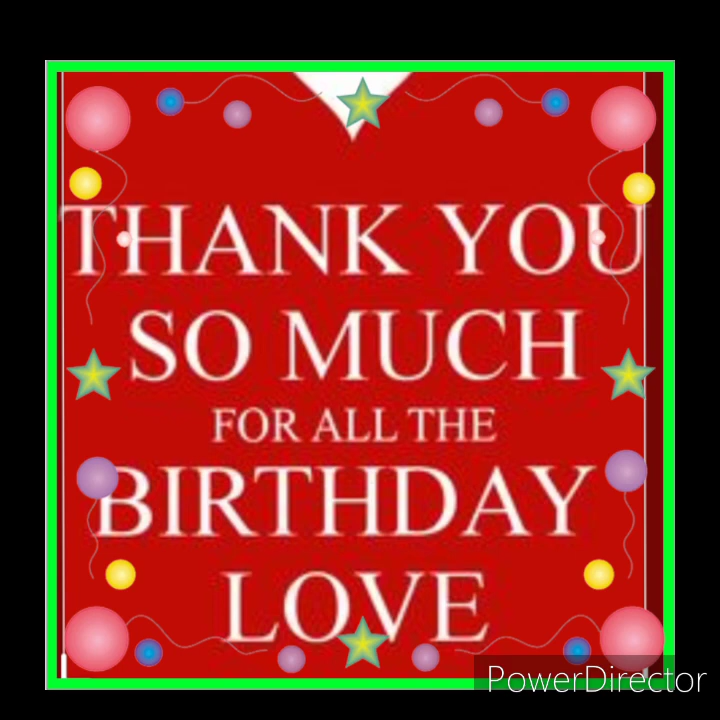 THANK YOU
SO MUCH
FOR ALL THE
BIRTHDAY
LOVE
PowerDirector